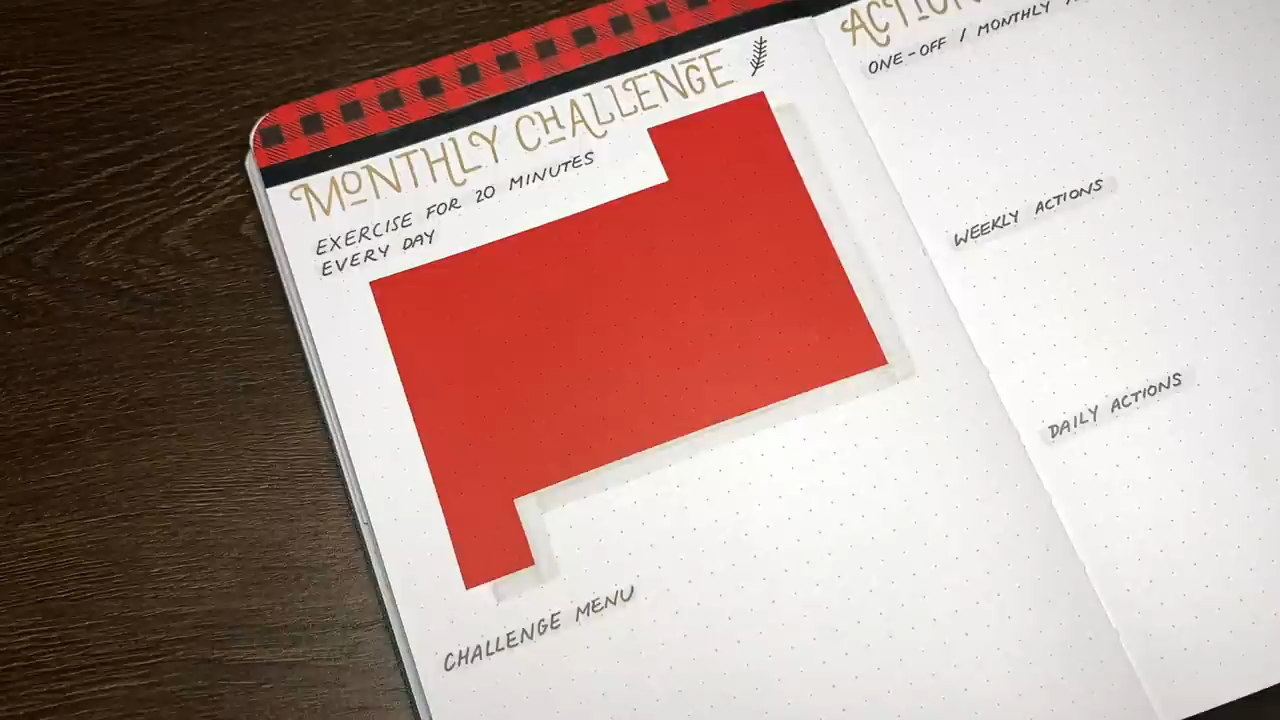 MONTHLY CHALLENGE
EXERCISE FOR 20 MINUTES
EVERY DAY
CHALLENGE MENU
ONE-OFF / MONTHLY
WEEKLY ACTIONS
DAILY ACTIONS